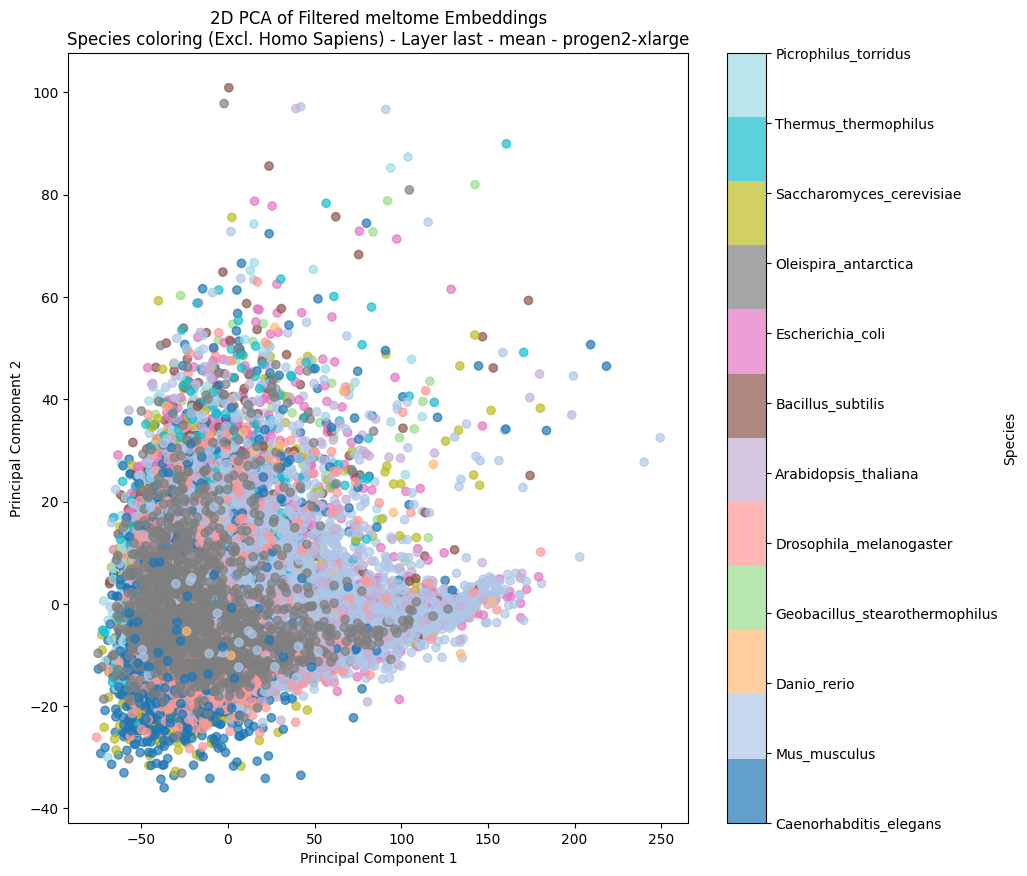 2D PCA of Filtered meltome Embeddings
Species coloring (Excl. Homo Sapiens) - Layer last - mean - progen2-xlarge
Principal Component 2
100
80
60
40
20
0
−20
−40
−50
0
50
100
150
200
250
Principal Component 1
Picrophilus_torridus
Thermus_thermophilus
Saccharomyces_cerevisiae
Oleispira_antarctica
Escherichia_coli
Bacillus_subtilis
Arabidopsis_thaliana
Drosophila_melanogaster
Geobacillus_stearothermophilus
Danio_rerio
Mus_musculus
Caenorhabditis_elegans
Species